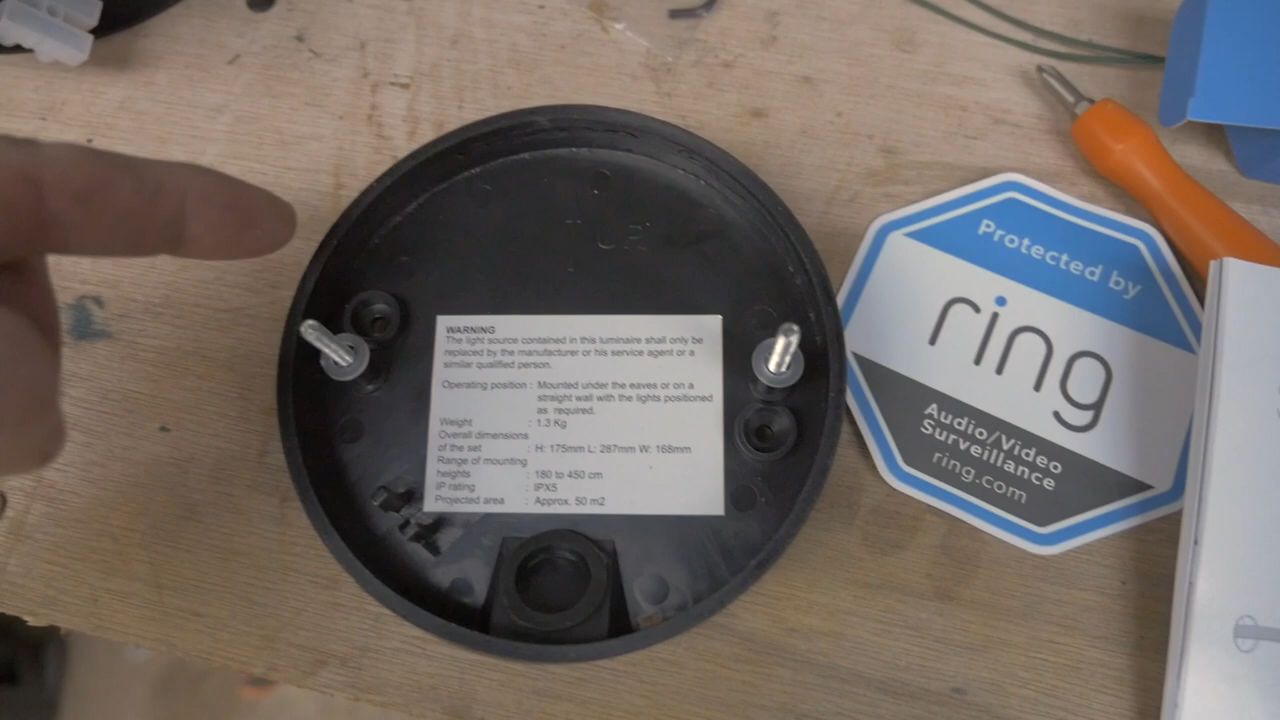 WARNING
The light source contained in this luminaire shall only be
replaced by the manufacturer or his service agent or a
similar qualified person.
Operating position : Mounted under the eaves or on a
straight wall with the lights positioned
as required.
Weight : 1.3 Kg
Overall dimensions
of the set : H: 175mm L: 287mm W: 168mm
Range of mounting
heights : 180 to 450 cm
IP rating : IPX5
Projected area : Approx. 50 m2
Protected by
ring
Audio/Video
Surveillance
ring.com